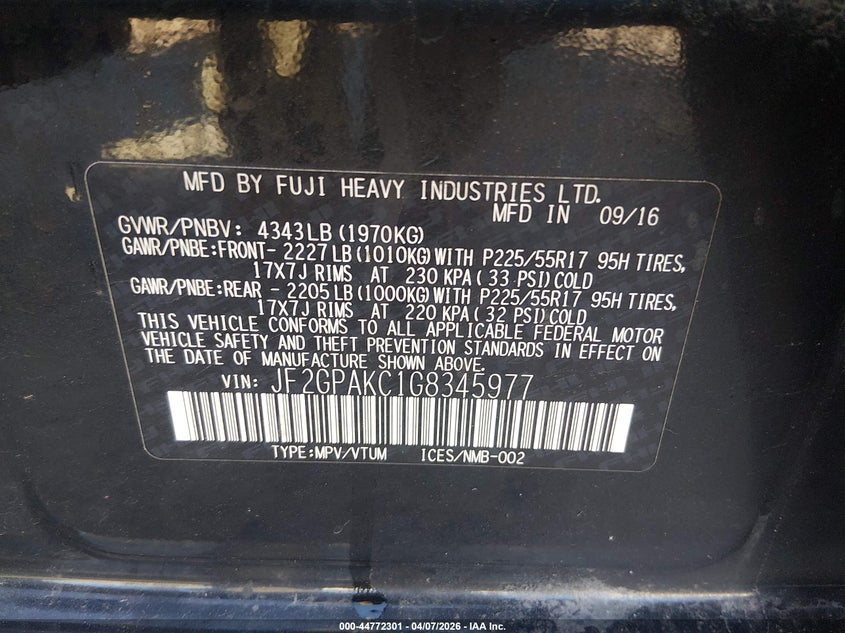 MFD BY FUJI HEAVY INDUSTRIES LTD.
MFD IN 09/16
GVWR/PNBV: 4343LB (1970KG)
GAWR/PNBE:FRONT- 2227LB (1010KG) WITH P225/55R17 95H TIRES,
17X7J RIMS AT 230 KPA ( 33 PSI) COLD
GAWR/PNBE:REAR - 2205LB (1000KG) WITH P225/55R17 95H TIRES,
17X7J RIMS AT 220 KPA ( 32 PSI) COLD
THIS VEHICLE CONFORMS TO ALL APPLICABLE FEDERAL MOTOR
VEHICLE SAFETY AND THEFT PREVENTION STANDARDS IN EFFECT ON
THE DATE OF MANUFACTURE SHOWN ABOVE.
VIN: JF2GPAKC1G8345977
TYPE:MPV/VTUM ICES/NMB-002
000-44772301 - 04/07/2026 - IAA Inc.